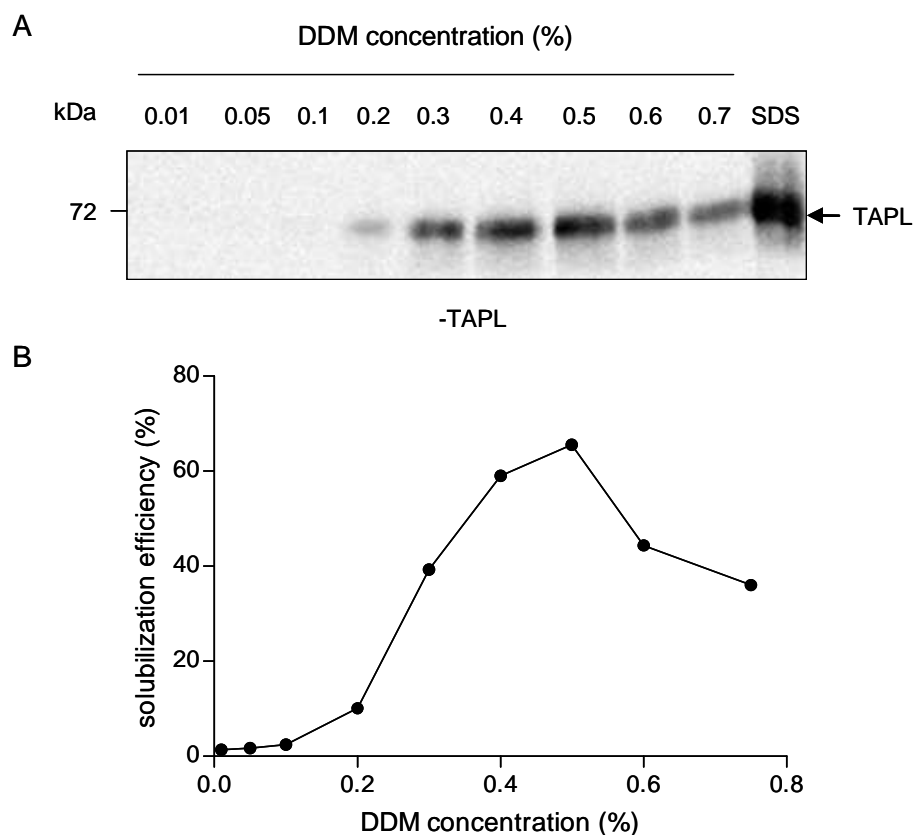 A
DDM concentration (%)
kDa 0.01 0.05 0.1 0.2 0.3 0.4 0.5 0.6 0.7 SDS
72
TAPL
-TAPL
B
80
60
40
20
0
solubilization efficiency (%)
0.0 0.2 0.4 0.6 0.8
DDM concentration (%)